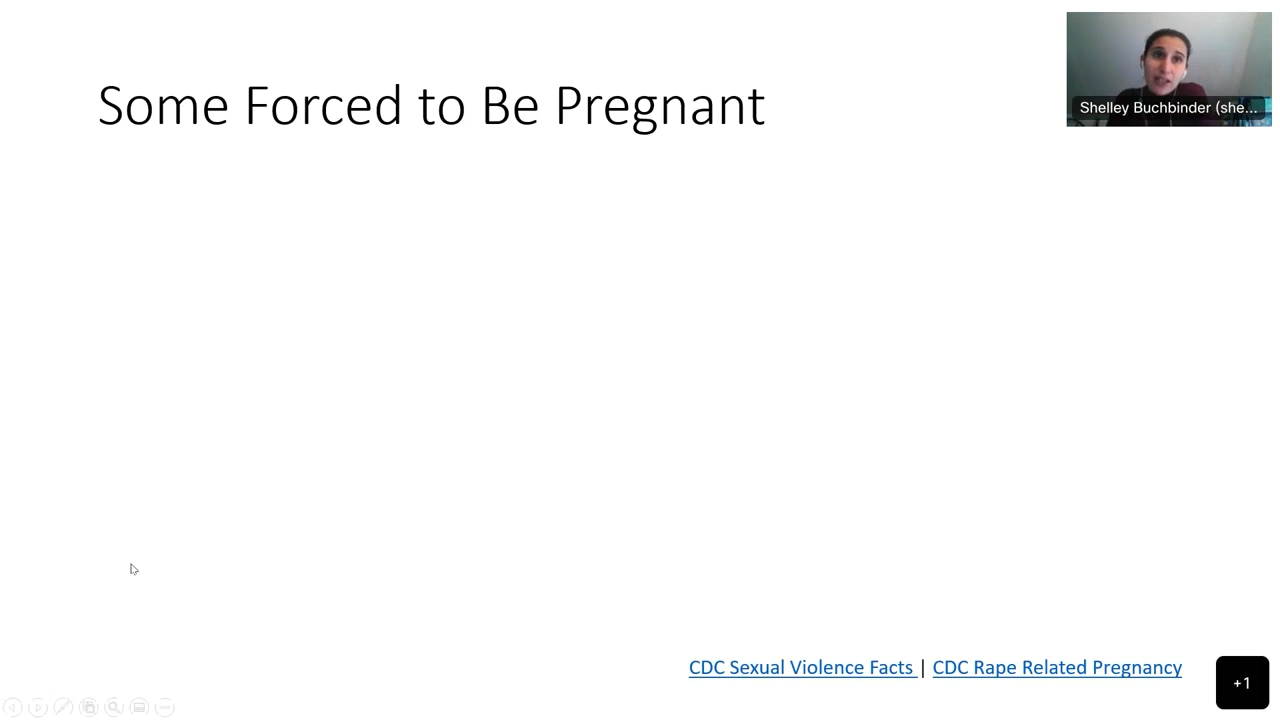 Some Forced to Be Pregnant
Shelley Buchbinder (she...
CDC Sexual Violence Facts | CDC Rape Related Pregnancy
+1